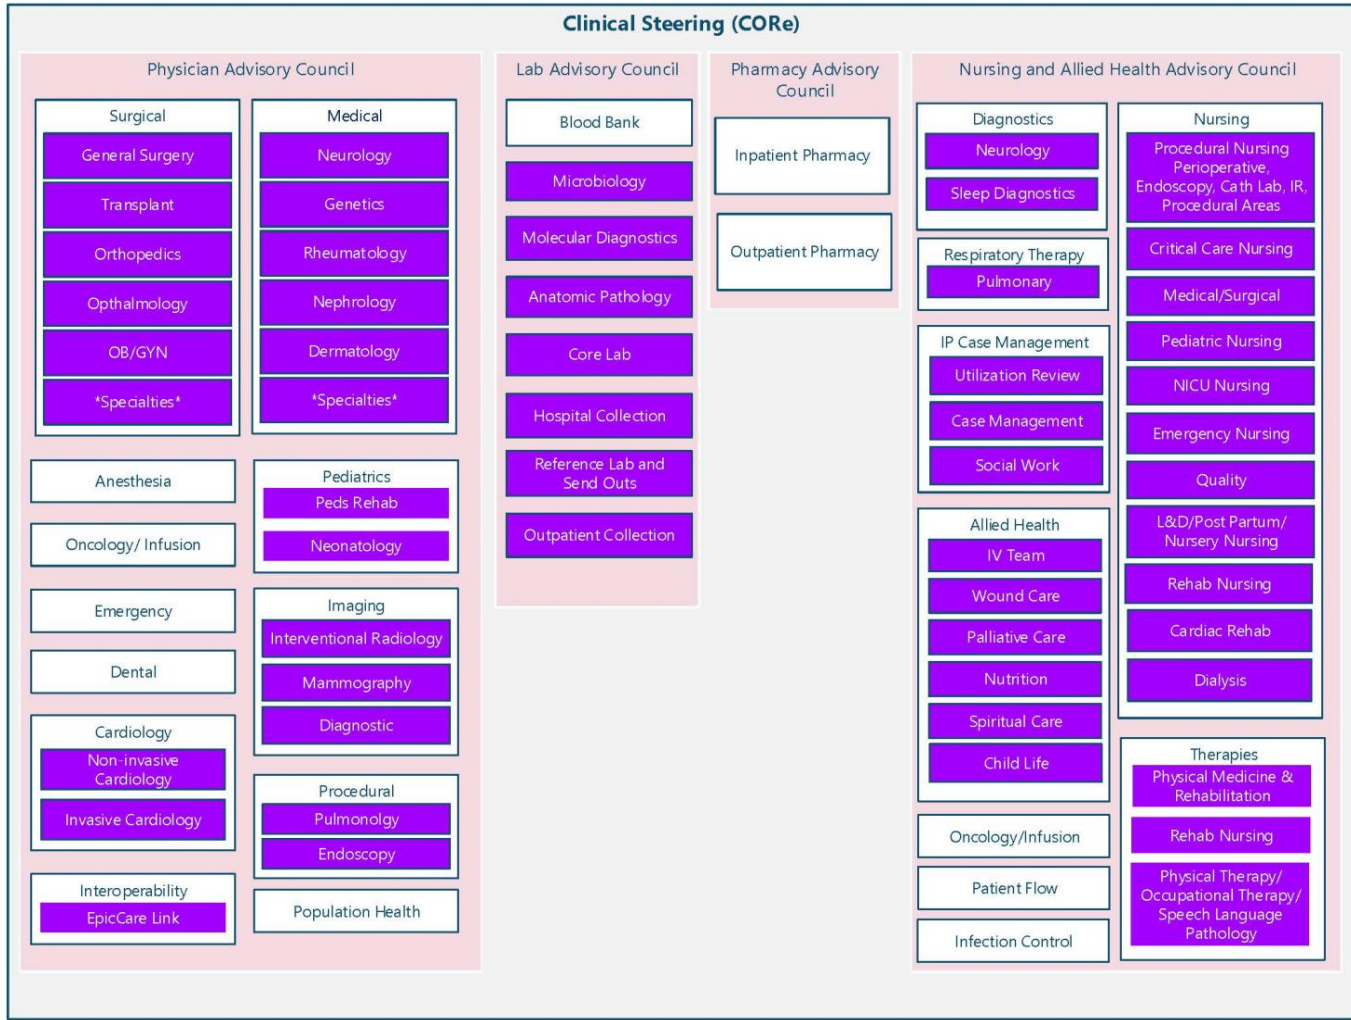 Clinical Steering (CORe)
Physician Advisory Council
Surgical
General Surgery
Transplant
Orthopedics
Opthalmology
OB/GYN
*Specialties*
Medical
Neurology
Genetics
Rheumatology
Nephrology
Dermatology
*Specialties*
Anesthesia
Oncology/ Infusion
Emergency
Dental
Cardiology
Non-invasive
Cardiology
Invasive Cardiology
Interoperability
EpicCare Link
Pediatrics
Peds Rehab
Neonatology
Imaging
Interventional Radiology
Mammography
Diagnostic
Procedural
Pulmonolgy
Endoscopy
Population Health
Lab Advisory Council
Blood Bank
Microbiology
Molecular Diagnostics
Anatomic Pathology
Core Lab
Hospital Collection
Reference Lab and
Send Outs
Outpatient Collection
Pharmacy Advisory
Council
Inpatient Pharmacy
Outpatient Pharmacy
Nursing and Allied Health Advisory Council
Diagnostics
Neurology
Sleep Diagnostics
Respiratory Therapy
Pulmonary
IP Case Management
Utilization Review
Case Management
Social Work
Allied Health
IV Team
Wound Care
Palliative Care
Nutrition
Spiritual Care
Child Life
Oncology/Infusion
Patient Flow
Infection Control
Nursing
Procedural Nursing
Perioperative,
Endoscopy, Cath Lab, IR,
Procedural Areas
Critical Care Nursing
Medical/Surgical
Pediatric Nursing
NICU Nursing
Emergency Nursing
Quality
L&D/Post Partum/
Nursery Nursing
Rehab Nursing
Cardiac Rehab
Dialysis
Therapies
Physical Medicine &
Rehabilitation
Rehab Nursing
Physical Therapy/
Occupational Therapy/
Speech Language
Pathology